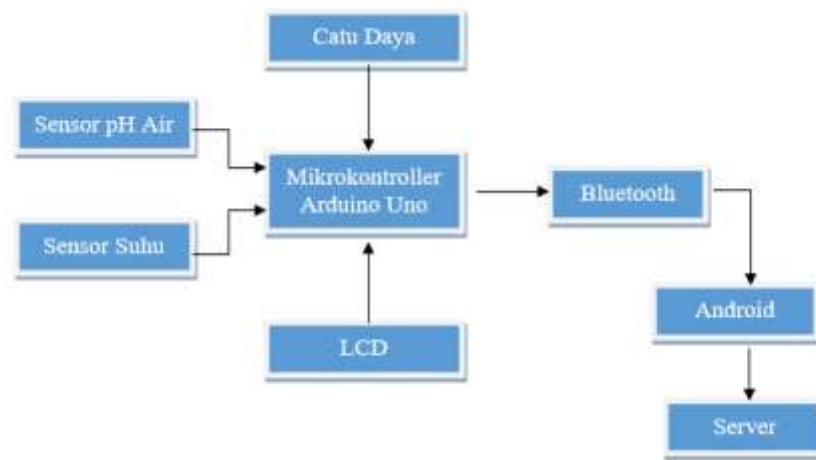 Catu Daya
Sensor pH Air
Mikrokontroller
Arduino Uno
Bluetooth
Sensor Suhu
Android
LCD
Server